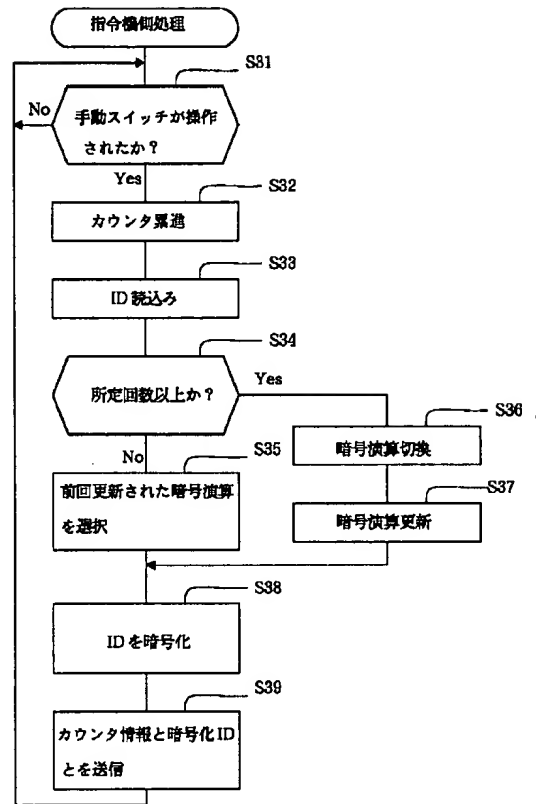 指令機側処理
S31
手動スイッチが操作
されたか？
No
Yes
S32
カウンタ累進
S33
ID 読込み
S34
所定回数以上か？
Yes
No
S35
前回更新された暗号演算
を選択
S36
暗号演算切換
S37
暗号演算更新
S38
IDを暗号化
S39
カウンタ情報と暗号化ID
とを送信